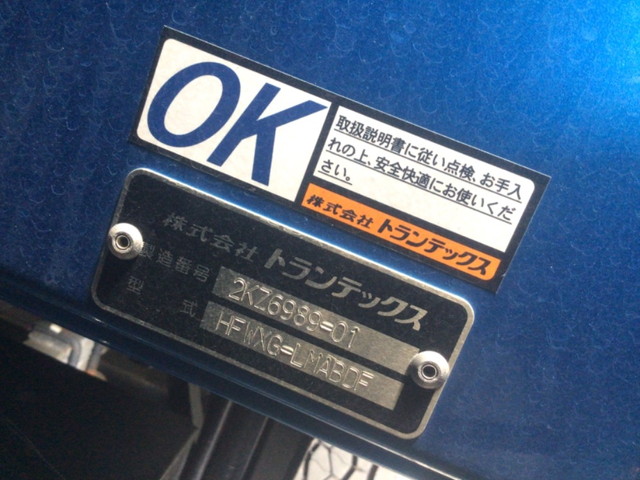 OK
取扱説明書に従い点検、お手入
れの上、安全快適にお使いくだ
さい。
株式会社 トランテックス
株式会社 トランテックス
製造番号 2KZ6989=01
型式 HFWXG=LMABDF